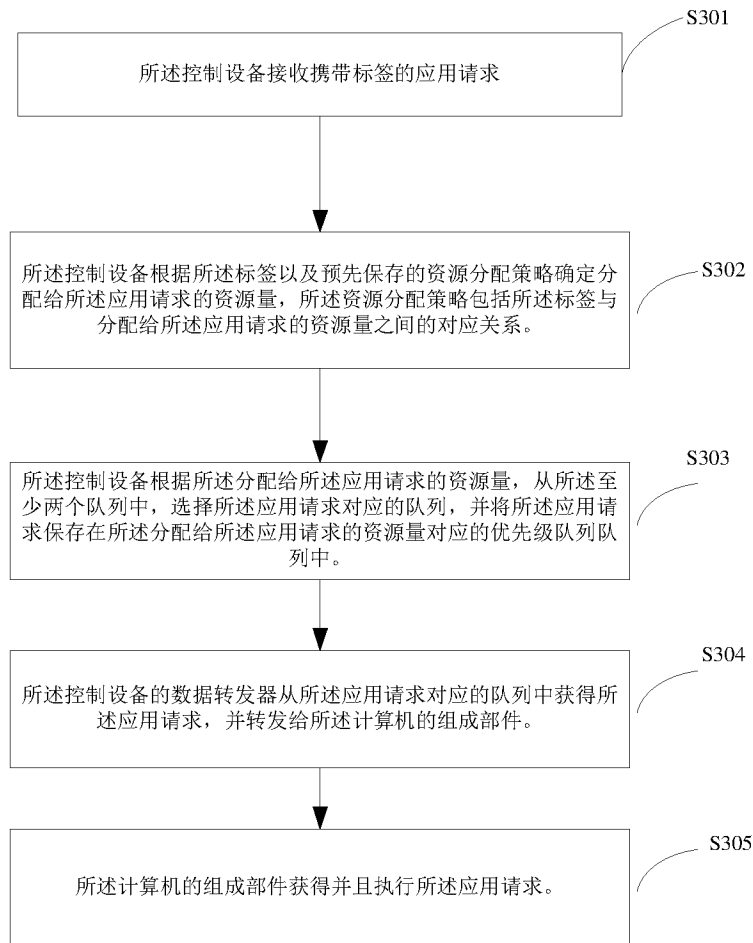 S301
所述控制设备接收携带标签的应用请求
S302
所述控制设备根据所述标签以及预先保存的资源分配策略确定分
配给所述应用请求的资源量，所述资源分配策略包括所述标签与
分配给所述应用请求的资源量之间的对应关系。
S303
所述控制设备根据所述分配给所述应用请求的资源量，从所述至
少两个队列中，选择所述应用请求对应的队列，并将所述应用请
求保存在所述分配给所述应用请求的资源量对应的优先级队列队
列中。
S304
所述控制设备的数据转发器从所述应用请求对应的队列中获得所
述应用请求，并转发给所述计算机的组成部件。
S305
所述计算机的组成部件获得并且执行所述应用请求。